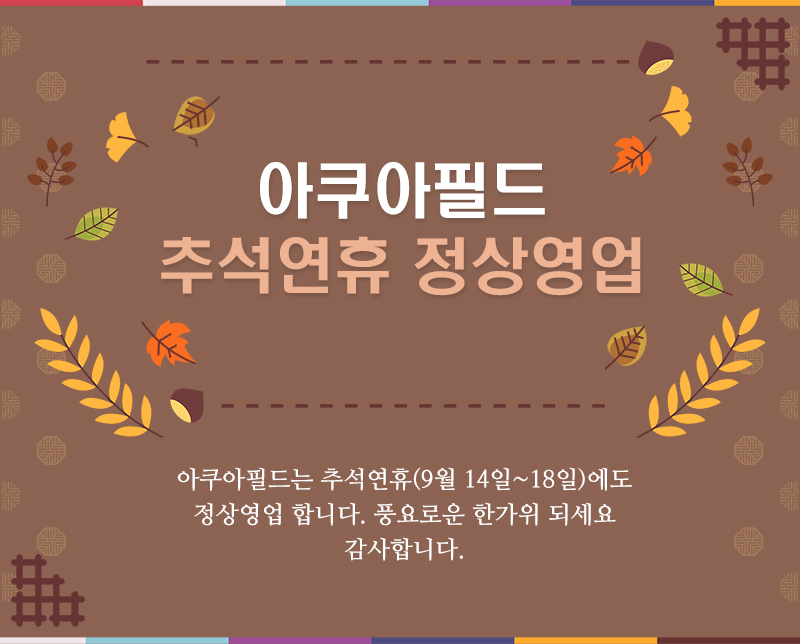 아쿠아필드
추석연휴 정상영업
아쿠아필드는 추석연휴(9월 14일~18일)에도
정상영업 합니다. 풍요로운 한가위 되세요
감사합니다.